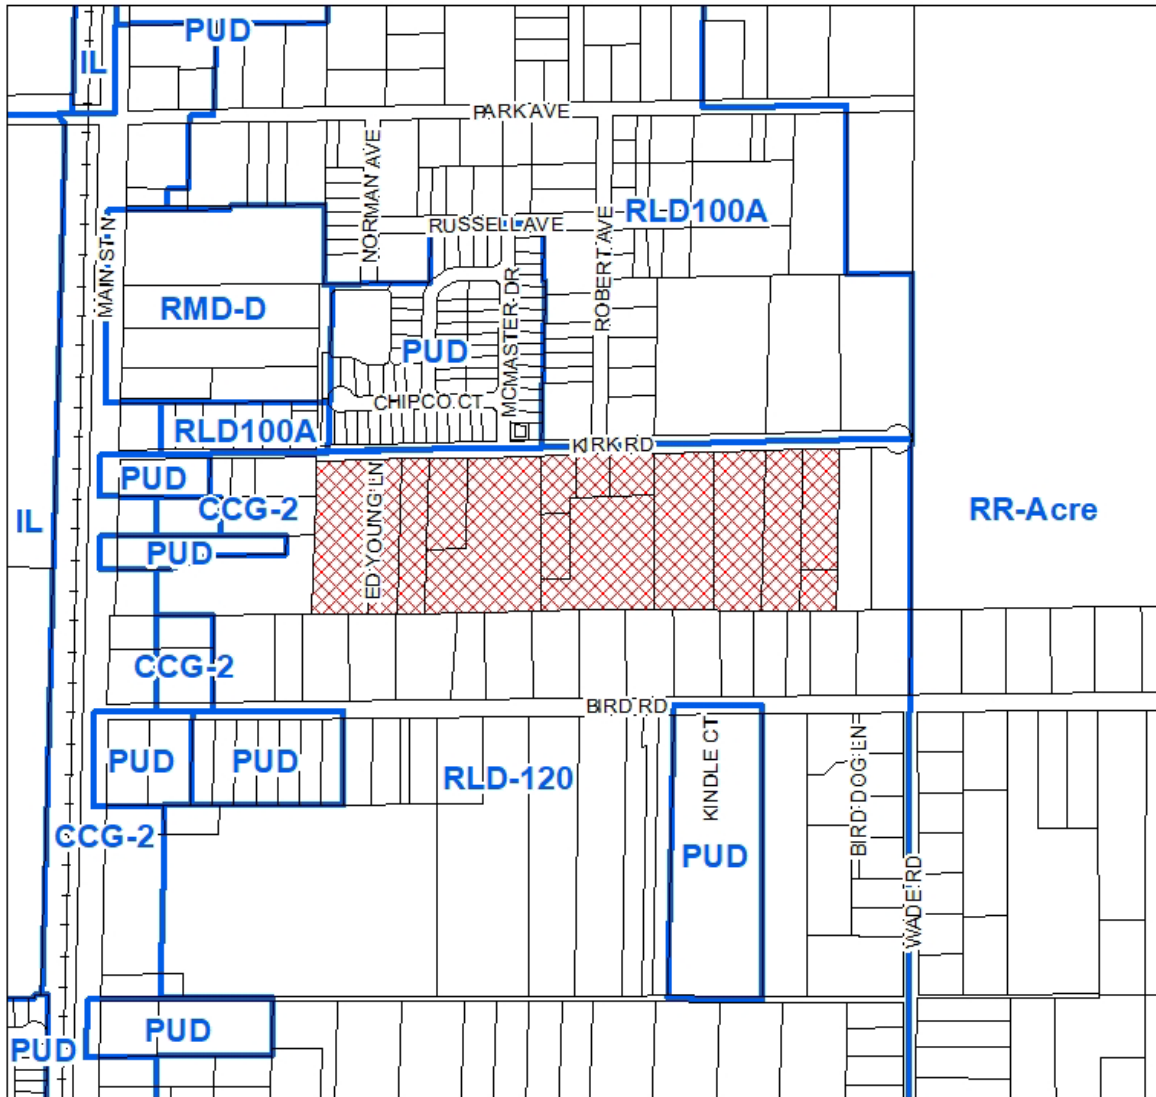 PUD
IL
PARK AVE
NORMAN AVE
RLD100A
RUSSELL AVE
ROBERT AVE
MAIN ST N
RMD-D
MCMASTER DR
PUD
CHIPCO CT
RLD100A
KIRK RD
PUD
ED YOUNG LN
CCG-2
RR-Acre
IL
PUD
CCG-2
BIRD RD
KINDLE CT
BIRD DOG LN
PUD
PUD
RLD-120
CCG-2
PUD
WADE RD
PUD
PUD